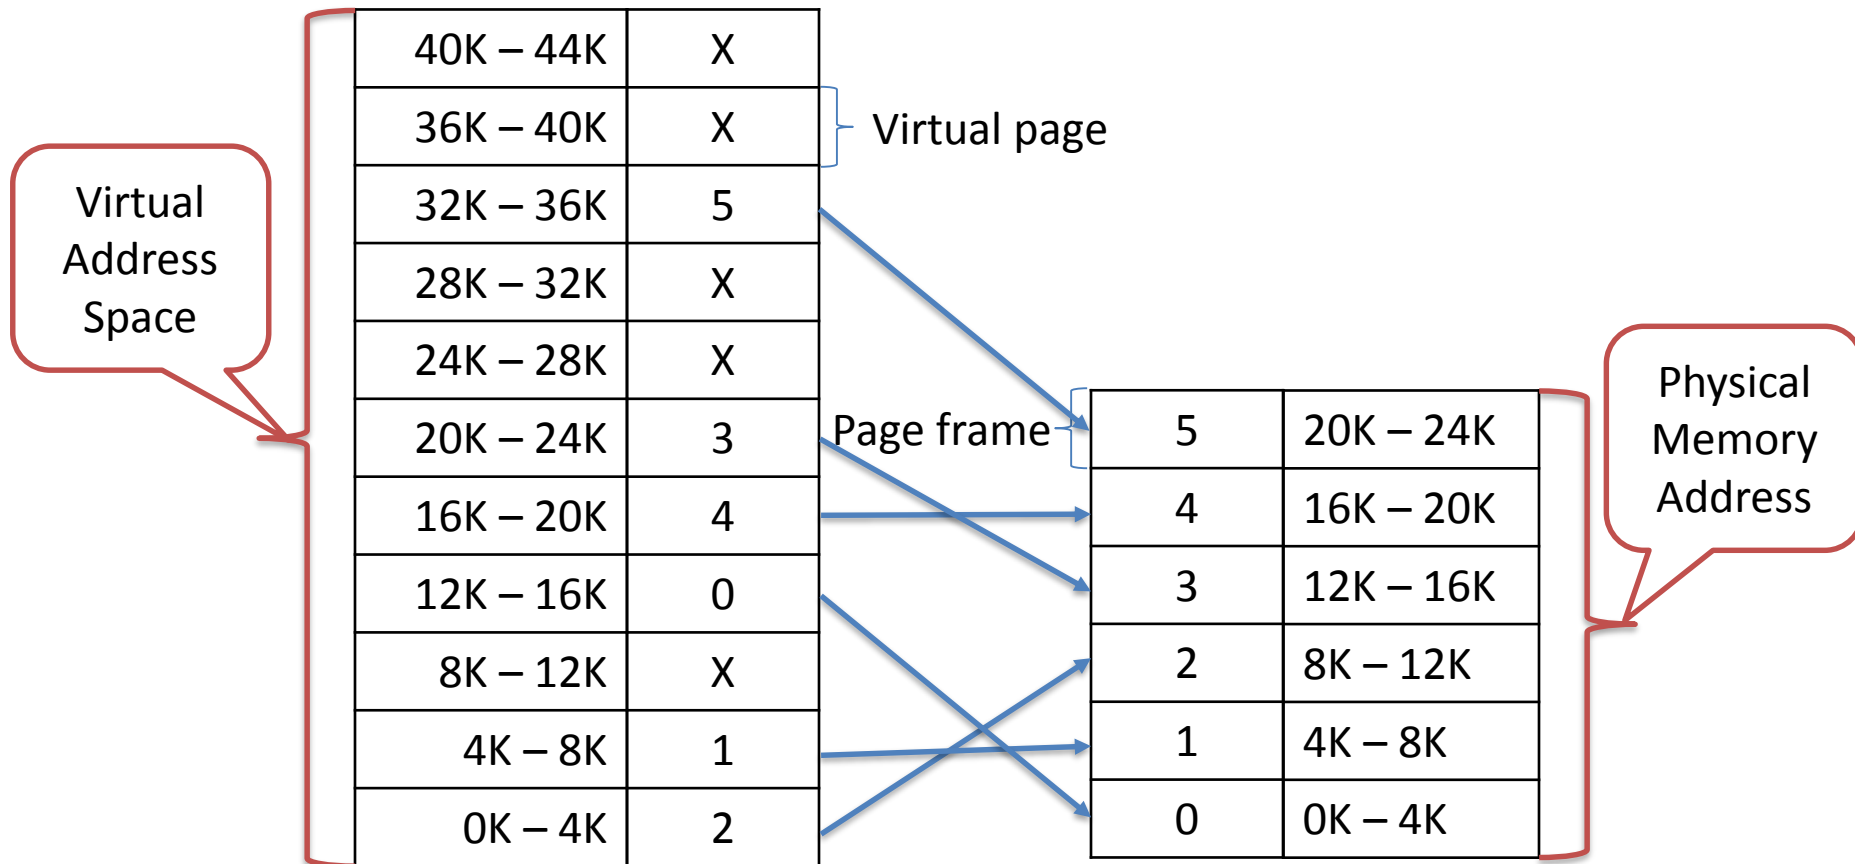 Virtual
Address
Space
40K – 44K X
36K – 40K X
32K – 36K 5
28K – 32K X
24K – 28K X
20K – 24K 3
16K – 20K 4
12K – 16K 0
8K – 12K X
4K – 8K 1
0K – 4K 2
Virtual page
Page frame
5 20K – 24K
4 16K – 20K
3 12K – 16K
2 8K – 12K
1 4K – 8K
0 0K – 4K
Physical
Memory
Address